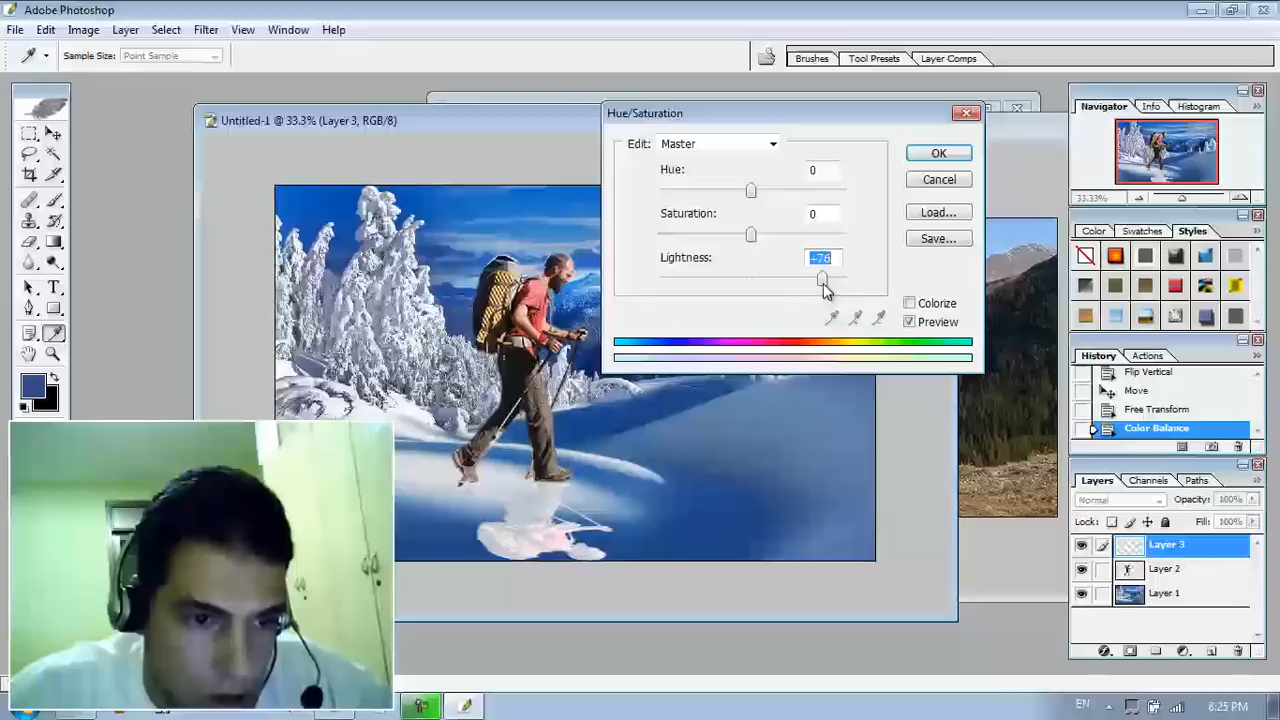 Adobe Photoshop
File Edit Image Layer Select Filter View Window Help
Sample Size: Point Sample
Brushes Tool Presets Layer Comps
Untitled-1 @ 33.3% (Layer 3, RGB/8)
Hue/Saturation
Edit: Master
Hue: 0
Saturation: 0
Lightness: +76
OK
Cancel
Load...
Save...
Colorize
Preview
Navigator Info Histogram
33.33%
Color Swatches Styles
History Actions
Flip Vertical
Move
Free Transform
Color Balance
Layers Channels Paths
Normal Opacity: 100%
Lock: Fill: 100%
Layer 3
Layer 2
Layer 1
EN 8:25 PM